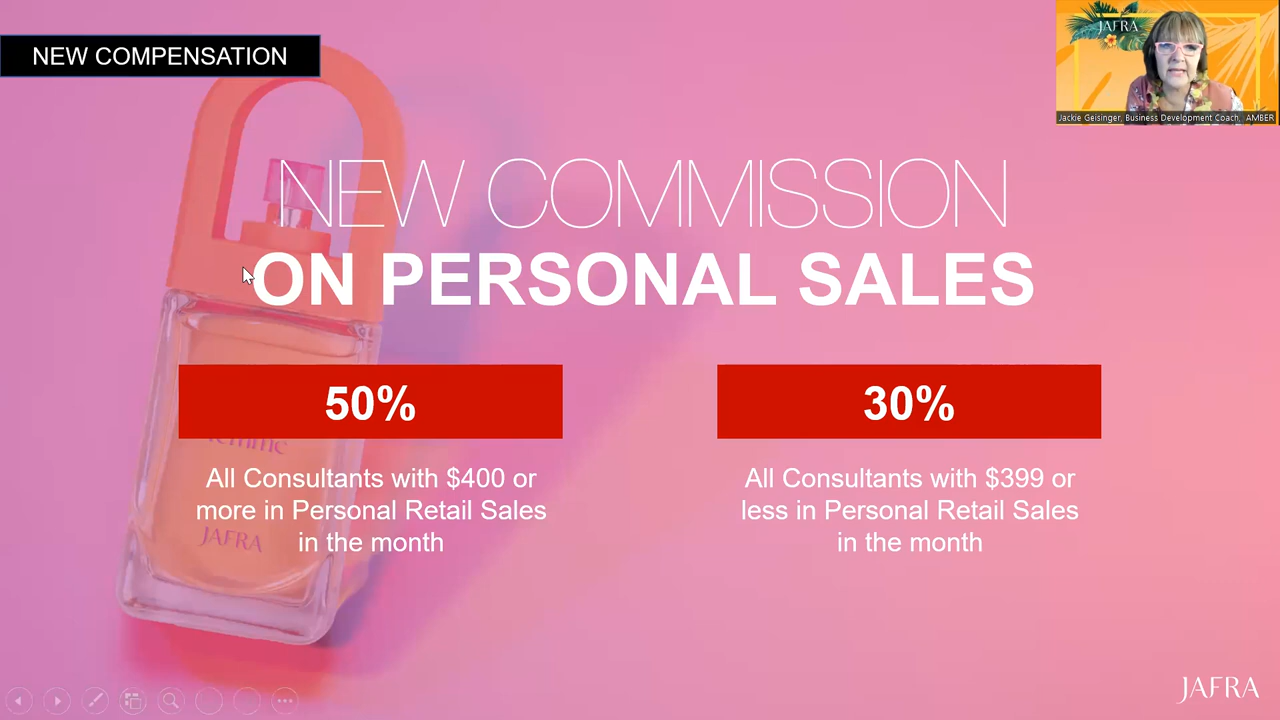 NEW COMPENSATION
JAFRA
Jackie Geisinger, Business Development Coach, AMBER
NEW COMMISSION
ON PERSONAL SALES
50%
All Consultants with $400 or
more in Personal Retail Sales
in the month
30%
All Consultants with $399 or
less in Personal Retail Sales
in the month
femme
JAFRA
JAFRA